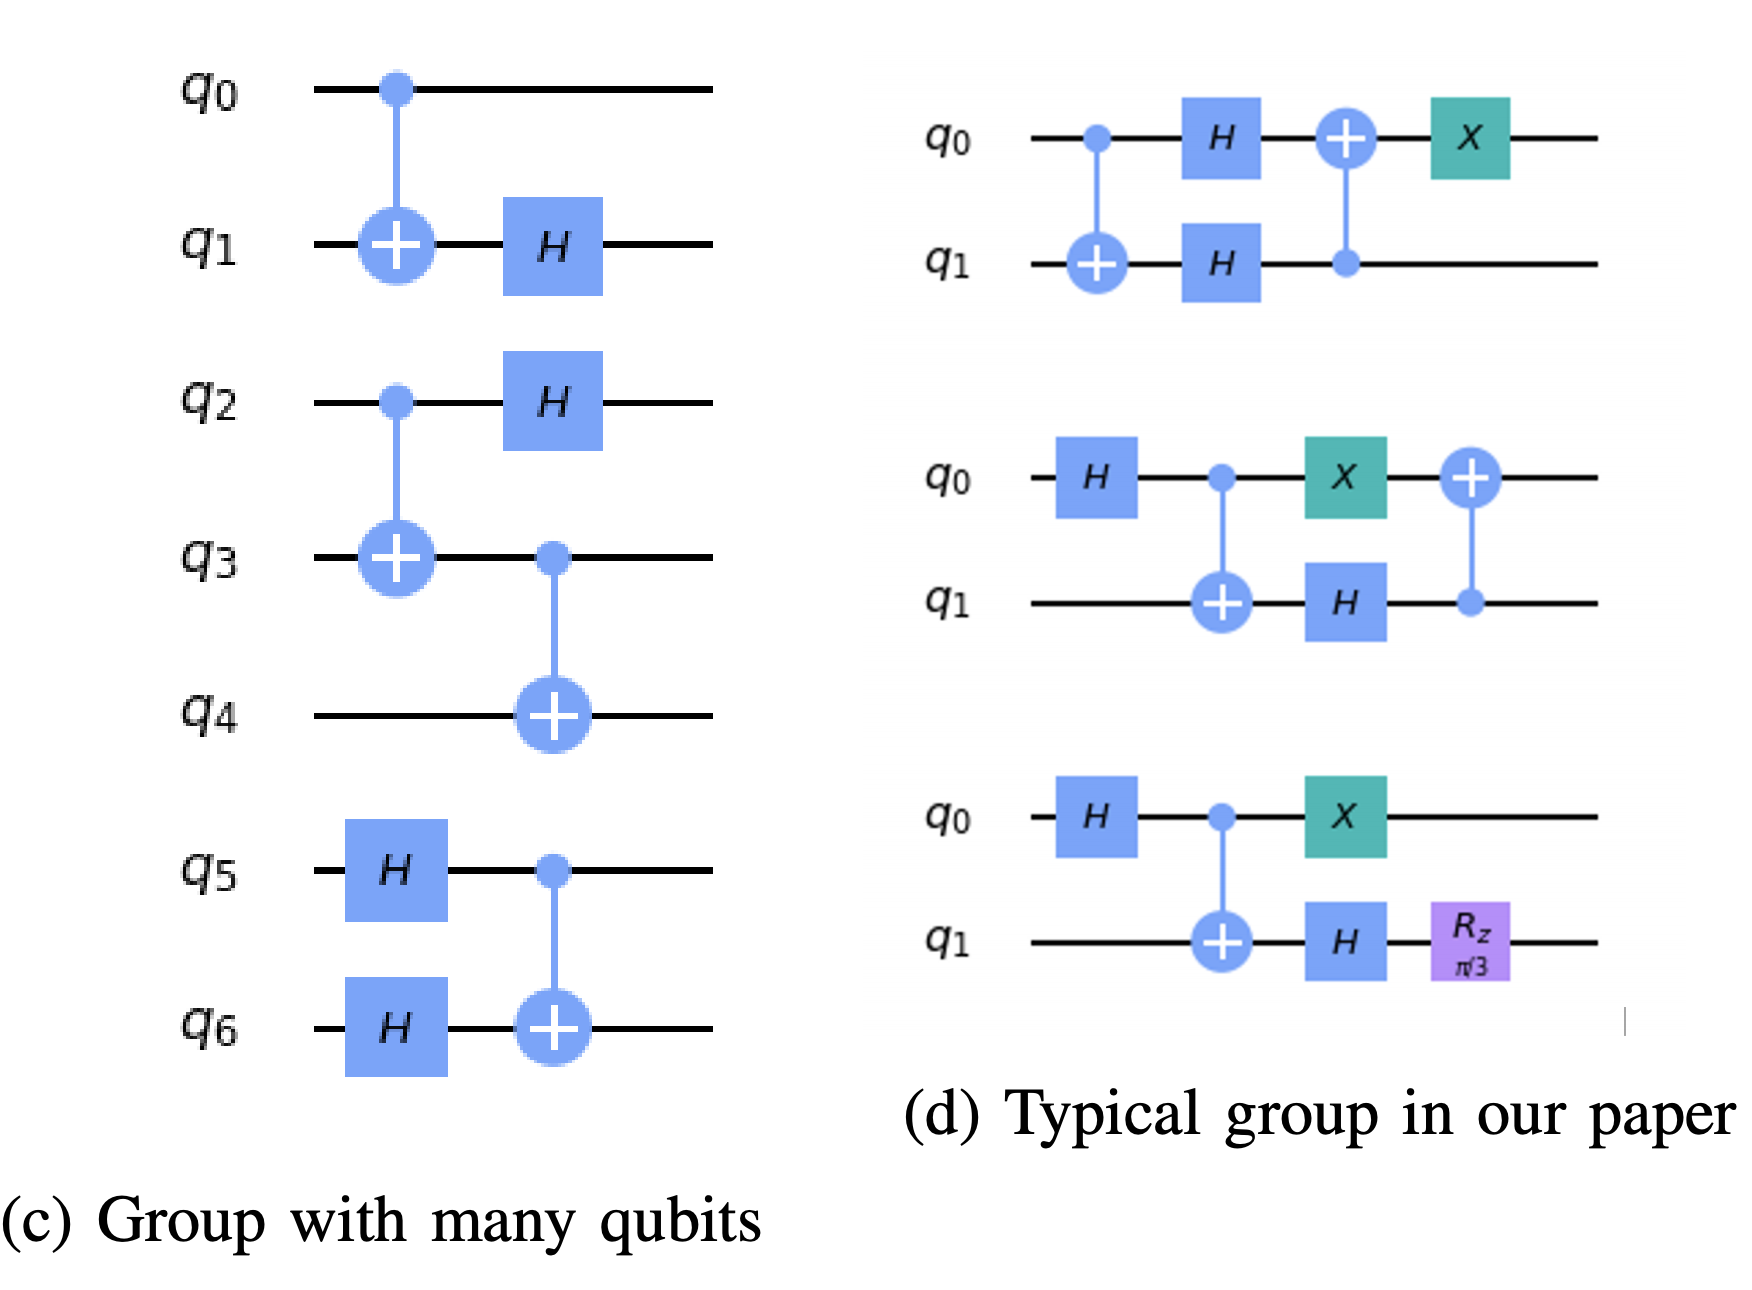 q0
q1
H
q2
H
q3
q4
q5
H
q6
H
(c) Group with many qubits
q0
H
X
q1
H
q0
H
X
q1
H
q0
H
X
q1
H
Rz
π/3
(d) Typical group in our paper